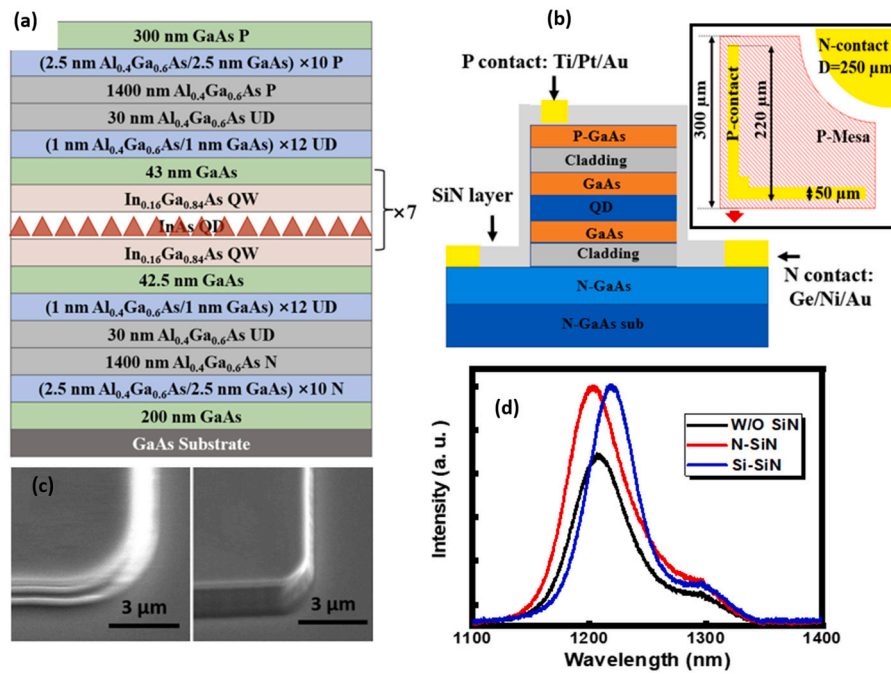 (a)
300 nm GaAs P
(2.5 nm Al0.4Ga0.6As/2.5 nm GaAs) ×10 P
1400 nm Al0.4Ga0.6As P
30 nm Al0.4Ga0.6As UD
(1 nm Al0.4Ga0.6As/1 nm GaAs) ×12 UD
43 nm GaAs
In0.16Ga0.84As QW
InAs QD
×7
In0.16Ga0.84As QW
42.5 nm GaAs
(1 nm Al0.4Ga0.6As/1 nm GaAs) ×12 UD
30 nm Al0.4Ga0.6As UD
1400 nm Al0.4Ga0.6As N
(2.5 nm Al0.4Ga0.6As/2.5 nm GaAs) ×10 N
200 nm GaAs
GaAs Substrate
(b)
P contact: Ti/Pt/Au
SiN layer
P-GaAs
Cladding
GaAs
QD
GaAs
Cladding
N-GaAs
N-GaAs sub
N contact:
Ge/Ni/Au
300 μm
P-contact
220 μm
N-contact
D=250 μm
P-Mesa
50 μm
(c)
3 μm
3 μm
(d)
W/O SiN
N-SiN
Si-SiN
Intensity (a. u.)
1100
1200
1300
1400
Wavelength (nm)